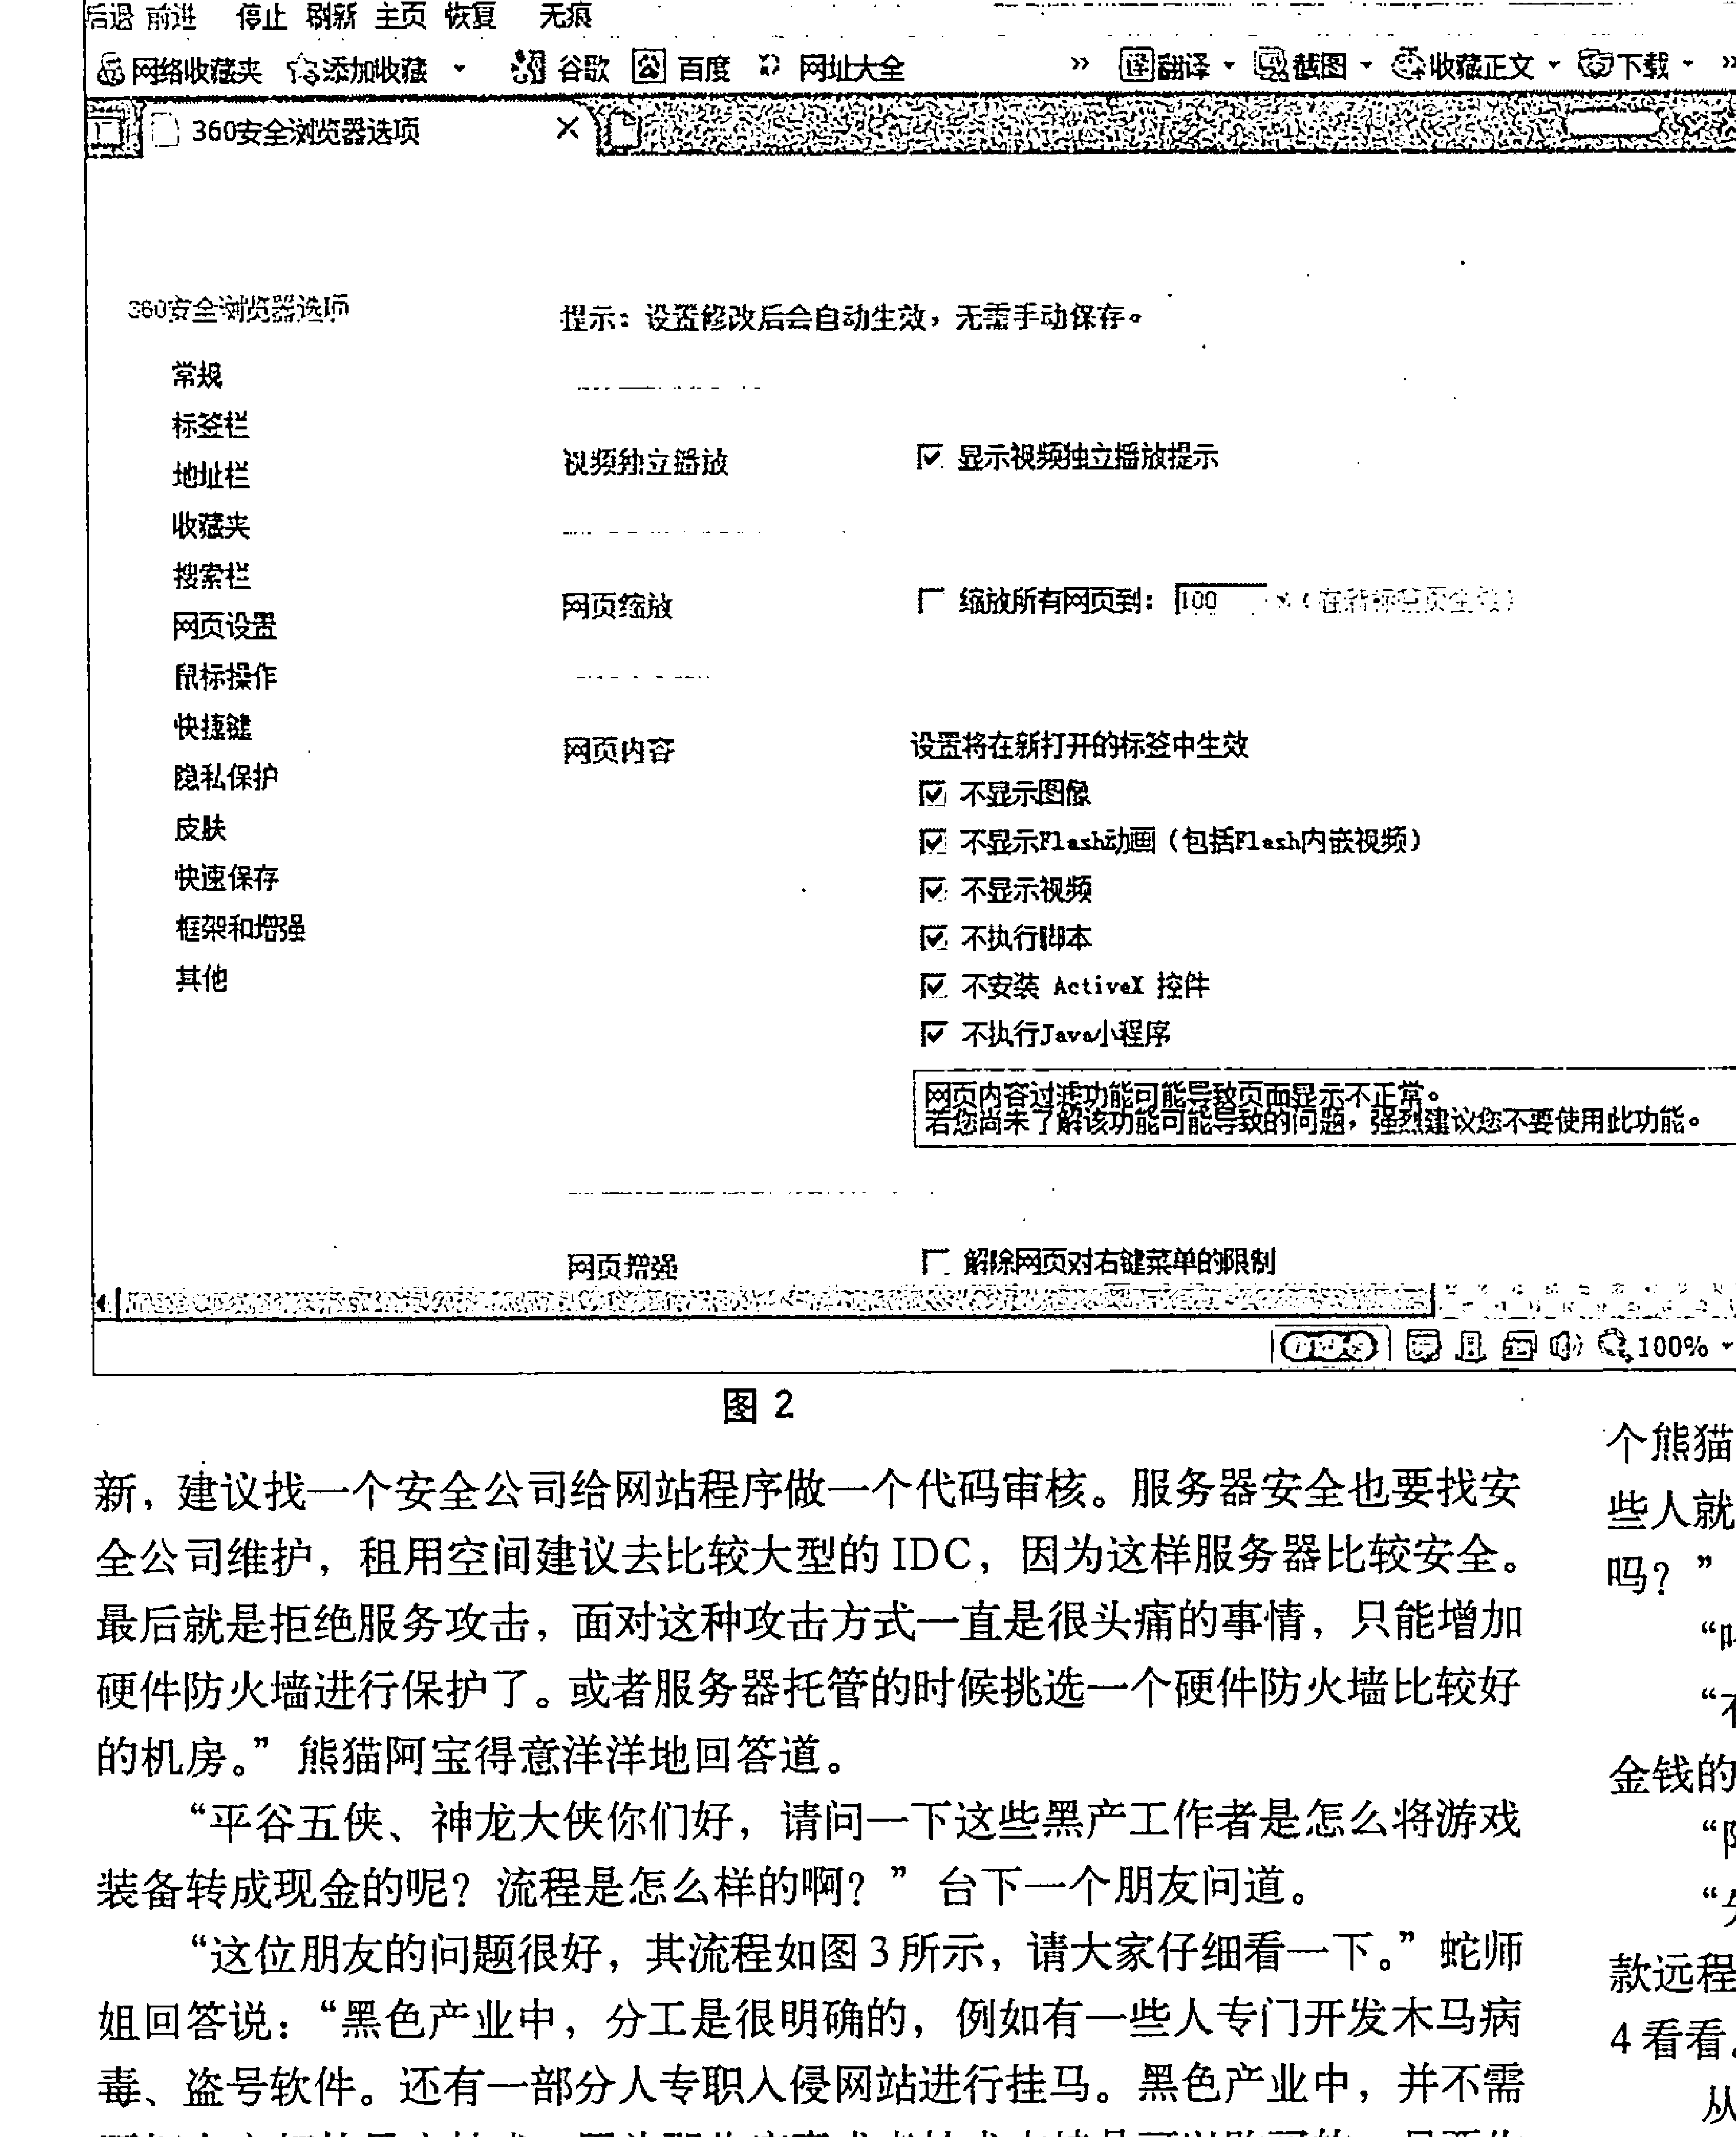 后退 前进 停止 刷新 主页 恢复 无痕
网络收藏夹 添加收藏 谷歌 百度 网址大全 » 翻译 截图 收藏正文 下载 »
360安全浏览器选项
360安全浏览器选项
提示：设置修改后会自动生效，无需手动保存。
常规
标签栏
地址栏
收藏夹
搜索栏
网页设置
鼠标操作
快捷键
隐私保护
皮肤
快速保存
框架和增强
其他
视频独立播放 显示视频独立播放提示
网页缩放 缩放所有网页到： 100 %
网页内容 设置将在新打开的标签中生效
不显示图像
不显示Flash动画（包括Flash内嵌视频）
不显示视频
不执行脚本
不安装 ActiveX 控件
不执行Java小程序
网页内容过滤功能可能导致页面显示不正常。
若您尚未了解该功能可能导致的问题，强烈建议您不要使用此功能。
网页增强 解除网页对右键菜单的限制
100%
图 2
新，建议找一个安全公司给网站程序做一个代码审核。服务器安全也要找安
全公司维护，租用空间建议去比较大型的 IDC，因为这样服务器比较安全。
最后就是拒绝服务攻击，面对这种攻击方式一直是很头痛的事情，只能增加
硬件防火墙进行保护了。或者服务器托管的时候挑选一个硬件防火墙比较好
的机房。”熊猫阿宝得意洋洋地回答道。
“平谷五侠、神龙大侠你们好，请问一下这些黑产工作者是怎么将游戏
装备转成现金的呢？流程是怎么样的啊？”台下一个朋友问道。
“这位朋友的问题很好，其流程如图 3 所示，请大家仔细看一下。”蛇师
姐回答说：“黑色产业中，分工是很明确的，例如有一些人专门开发木马病
毒、盗号软件。还有一部分人专职入侵网站进行挂马。黑色产业中，并不需
个熊猫
些人就
吗？”
金钱的
款远程
4 看看
从